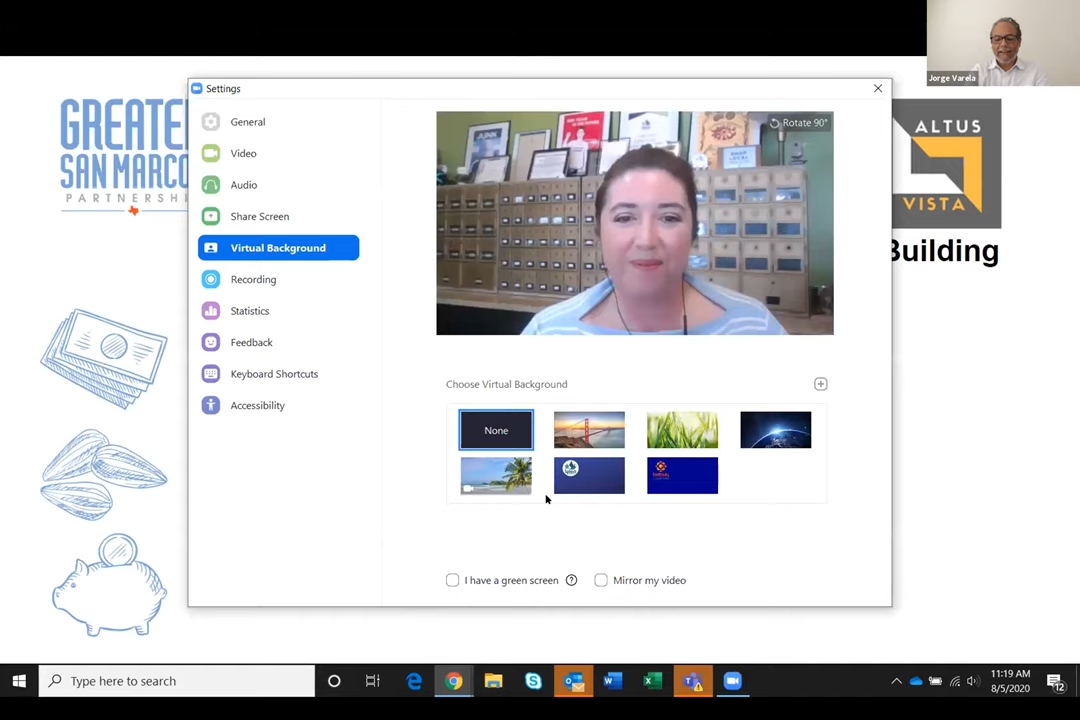 Jorge Varela
Settings
GREATE
SAN MARCO
PARTNERSHI
ALTUS
VISTA
Building
General
Video
Audio
Share Screen
Virtual Background
Recording
Statistics
Feedback
Keyboard Shortcuts
Accessibility
Rotate 90°
Choose Virtual Background
None
I have a green screen
Mirror my video
Type here to search
11:19 AM
8/5/2020
12